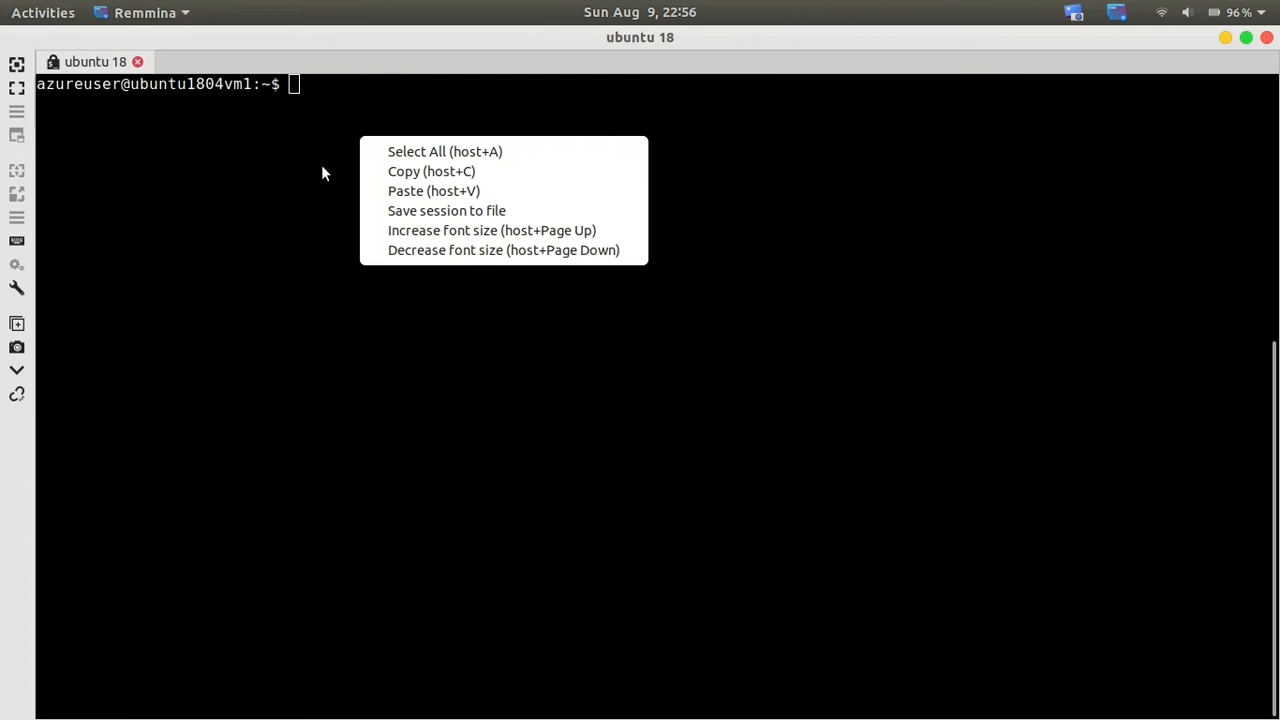 Activities Remmina Sun Aug 9, 22:56 96%
ubuntu 18
ubuntu 18
azureuser@ubuntu1804vm1:~$
Select All (host+A)
Copy (host+C)
Paste (host+V)
Save session to file
Increase font size (host+Page Up)
Decrease font size (host+Page Down)